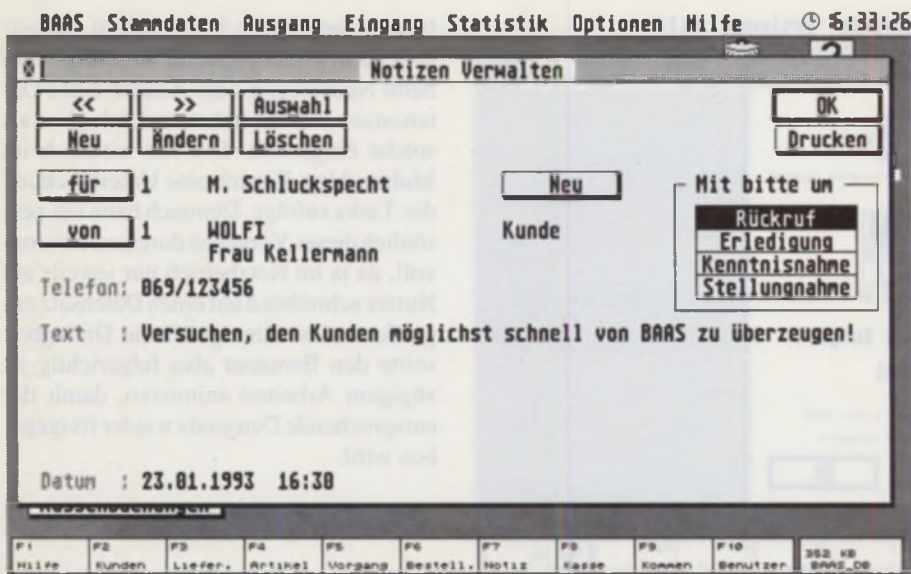 BAAS Stammdaten Ausgang Eingang Statistik Optionen Hilfe 6:33:26
Notizen Verwalten
<< >> Auswahl OK
Neu Ändern Löschen Drucken
für 1 M. Schluckspecht Neu Mit bitte um
Rückruf
von 1 WOLFI Kunde Erledigung
Frau Kellermann Kenntnisnahme
Telefon: 069/123456 Stellungnahme
Text : Versuchen, den Kunden möglichst schnell von BAAS zu überzeugen!
Datum : 23.01.1993 16:30
F1 F2 F3 F4 F5 F6 F7 F8 F9 F10
Hilfe Kunden Liefer. Artikel Vorgang Bestell. Notiz Kasse Kommen Benutzer
352 KB
BAAS_DB